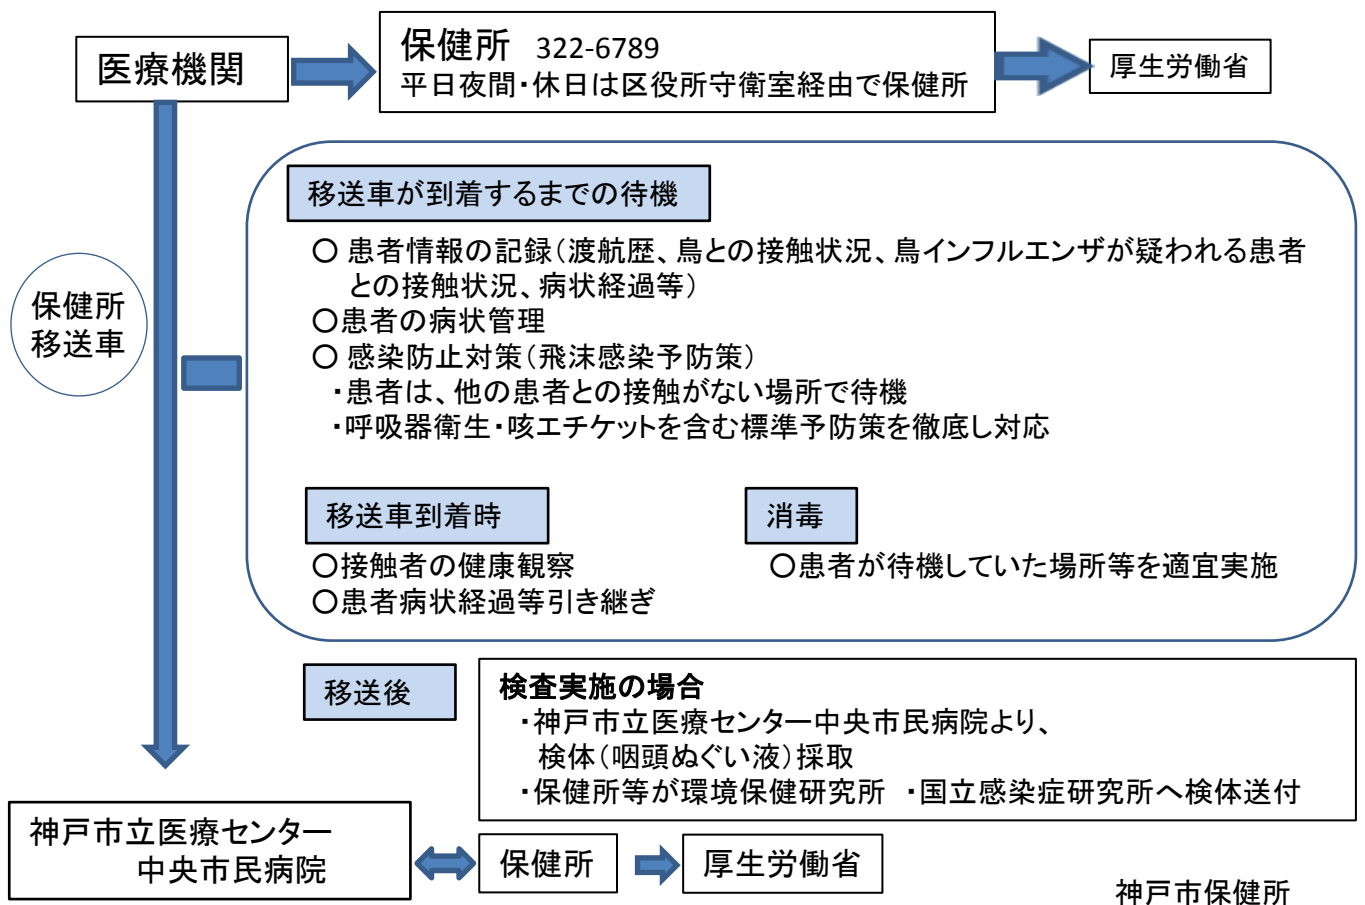 医療機関
保健所 322-6789
平日夜間・休日は区役所守衛室経由で保健所
厚生労働省
保健所
移送車
移送車が到着するまでの待機
〇 患者情報の記録(渡航歴、鳥との接触状況、鳥インフルエンザが疑われる患者
との接触状況、病状経過等)
〇患者の病状管理
〇 感染防止対策(飛沫感染予防策)
・患者は、他の患者との接触がない場所で待機
・呼吸器衛生・咳エチケットを含む標準予防策を徹底し対応
移送車到着時
〇接触者の健康観察
〇患者病状経過等引き継ぎ
消毒
〇患者が待機していた場所等を適宜実施
移送後
検査実施の場合
・神戸市立医療センター中央市民病院より、
検体(咽頭ぬぐい液)採取
・保健所等が環境保健研究所 ・国立感染症研究所へ検体送付
神戸市立医療センター
中央市民病院
保健所
厚生労働省
神戸市保健所